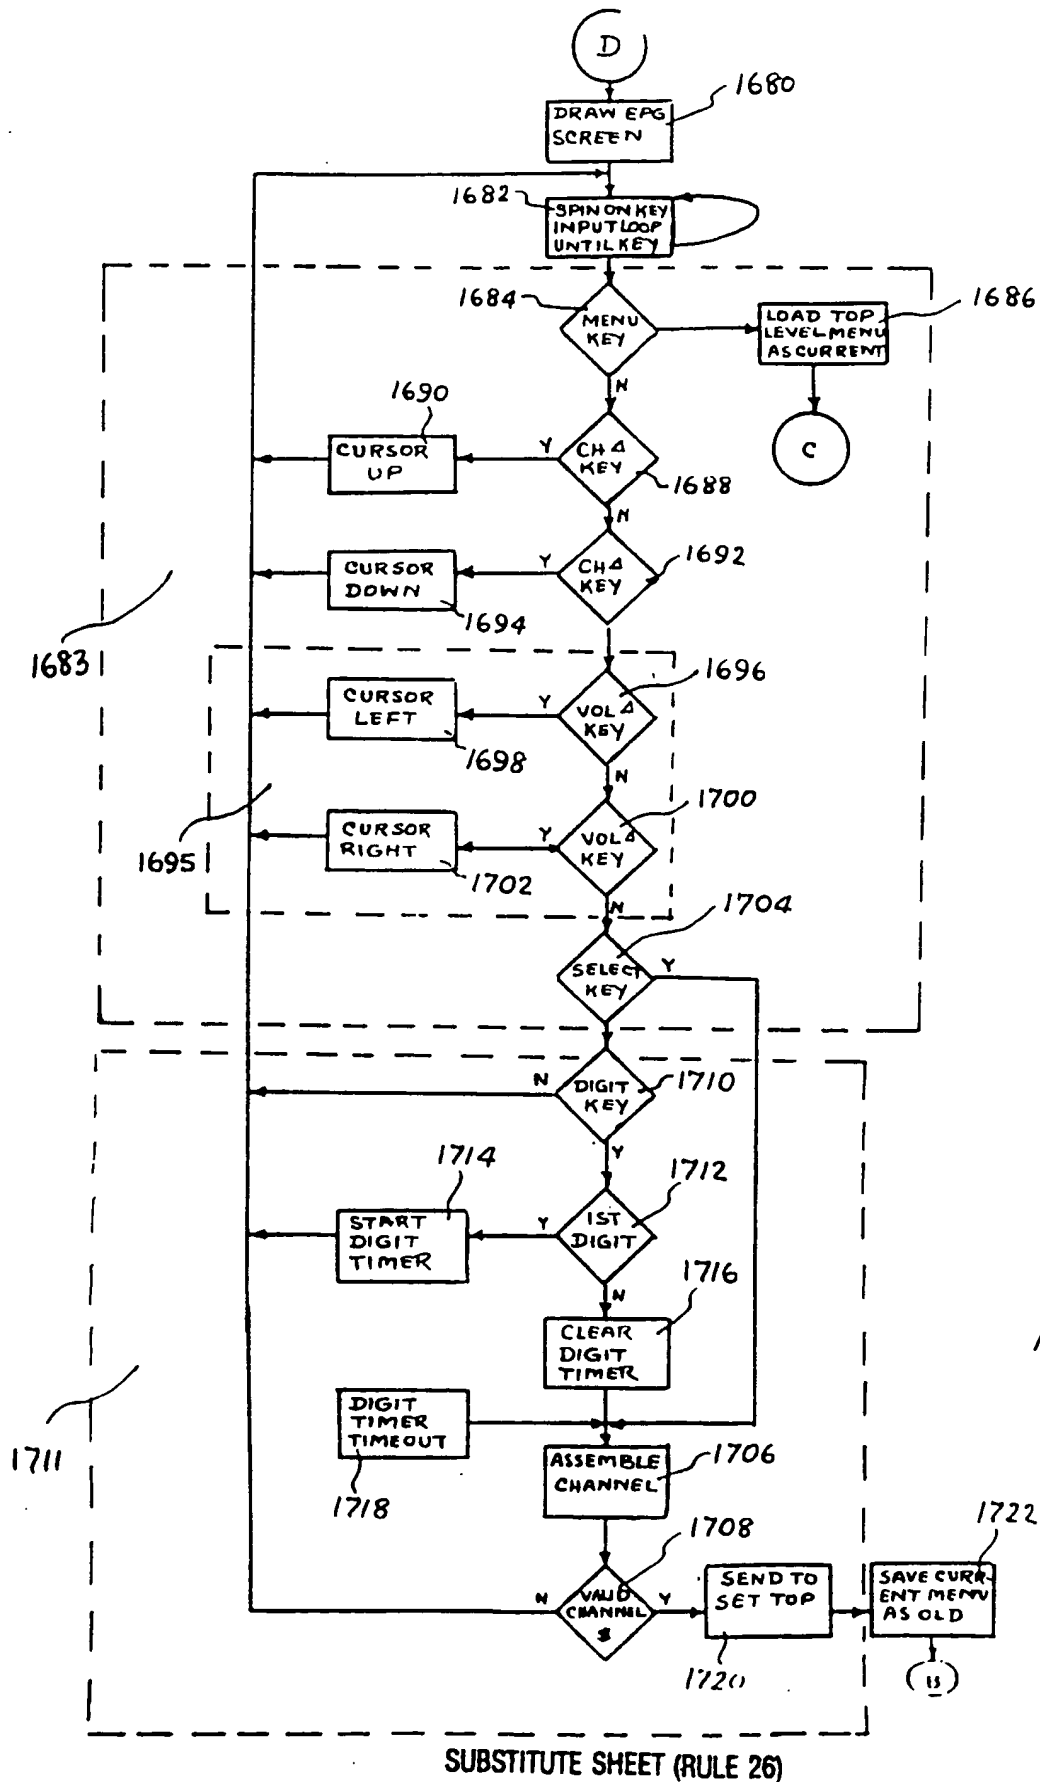 D
1680
DRAW EPG
SCREEN
1682
SPIN ON KEY
INPUT LOOP
UNTIL KEY
1684
MENU
KEY
1686
LOAD TOP
LEVEL MENU
AS CURRENT
N
C
1690
CURSOR
UP
Y
CH Δ
KEY
1688
N
1692
CURSOR
DOWN
Y
CH Δ
KEY
1694
1683
1696
CURSOR
LEFT
Y
VOL Δ
KEY
1698
N
1700
1695
CURSOR
RIGHT
Y
VOL Δ
KEY
1702
N
1704
SELECT
KEY
Y
N
DIGIT
KEY
1710
Y
1714
1712
START
DIGIT
TIMER
Y
1ST
DIGIT
N
1716
CLEAR
DIGIT
TIMER
DIGIT
TIMER
TIMEOUT
1711
1718
ASSEMBLE
CHANNEL
1706
1708
1722
N
VALID
CHANNEL
$
Y
SEND TO
SET TOP
SAVE CURR-
ENT MENU
AS OLD
1720
B
SUBSTITUTE SHEET (RULE 26)